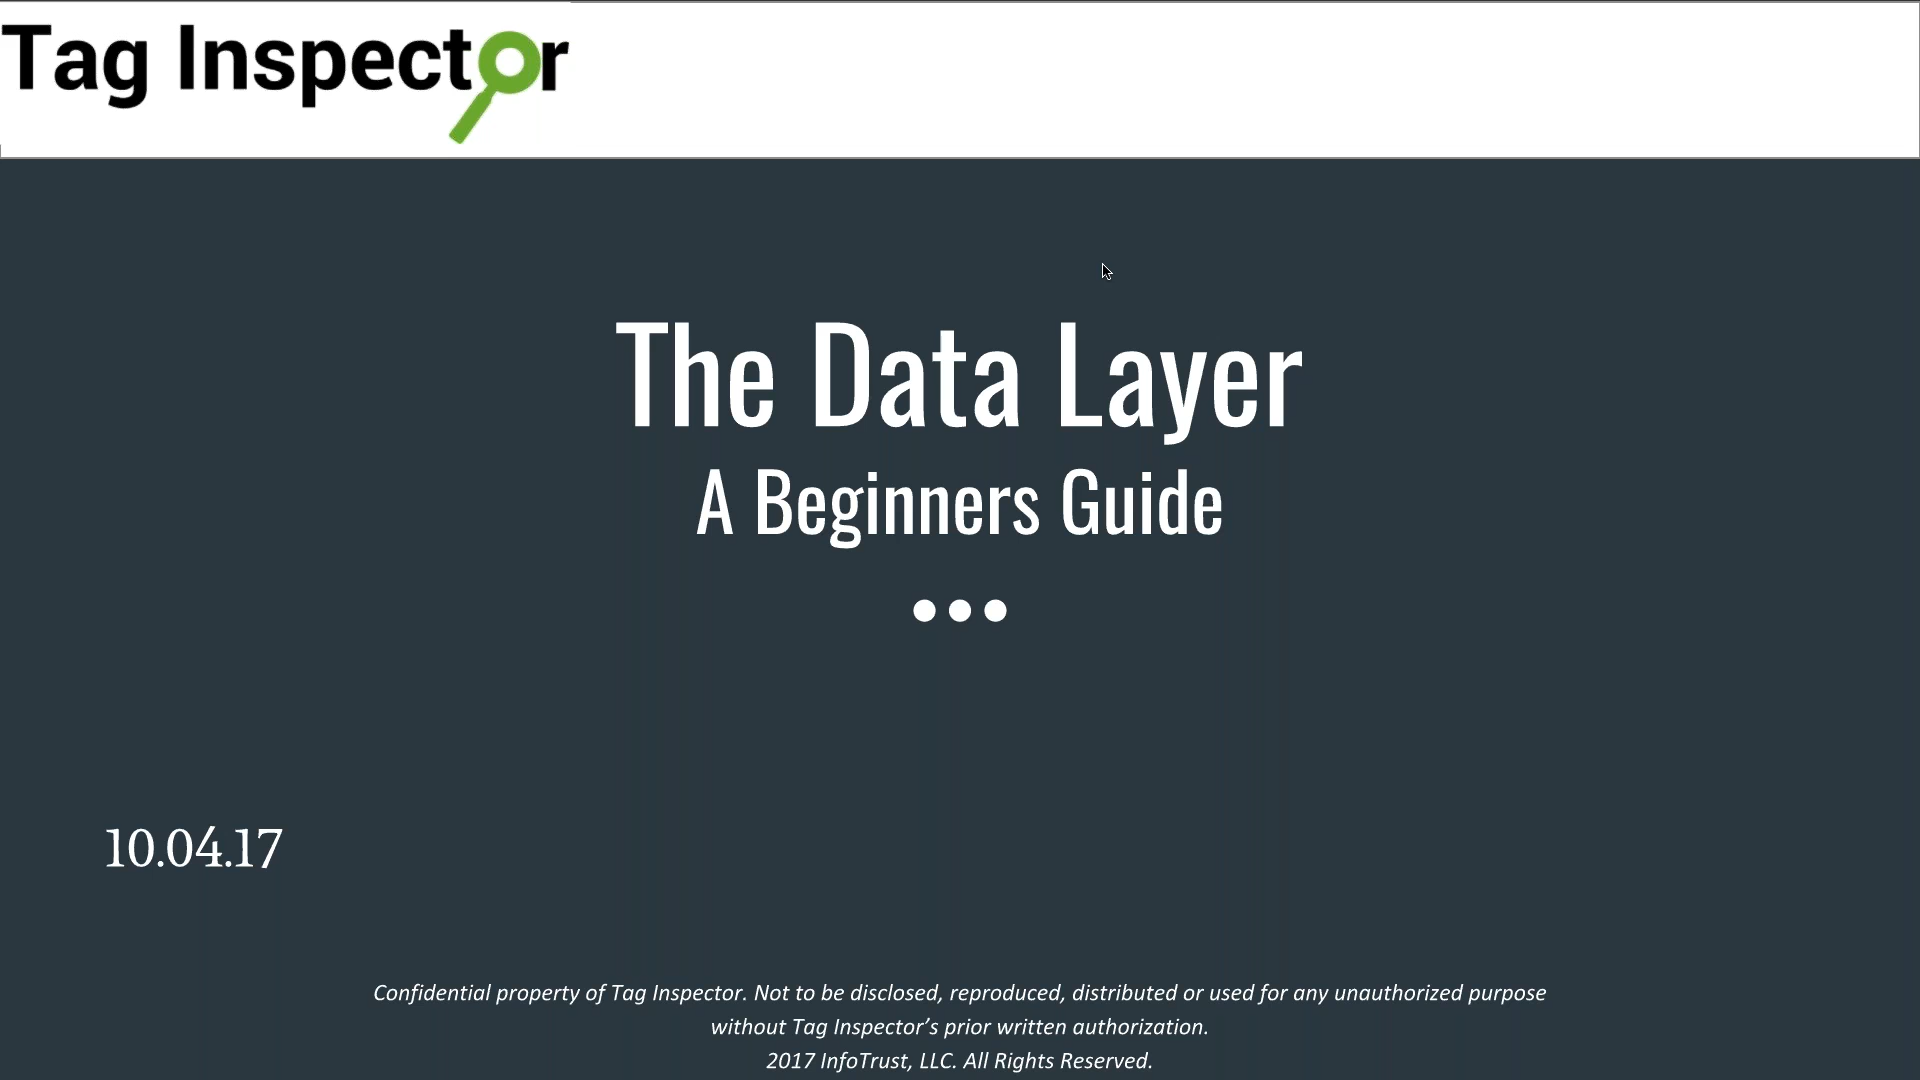 Tag Inspector
The Data Layer
A Beginners Guide
10.04.17
Confidential property of Tag Inspector. Not to be disclosed, reproduced, distributed or used for any unauthorized purpose
without Tag Inspector’s prior written authorization.
2017 InfoTrust, LLC. All Rights Reserved.